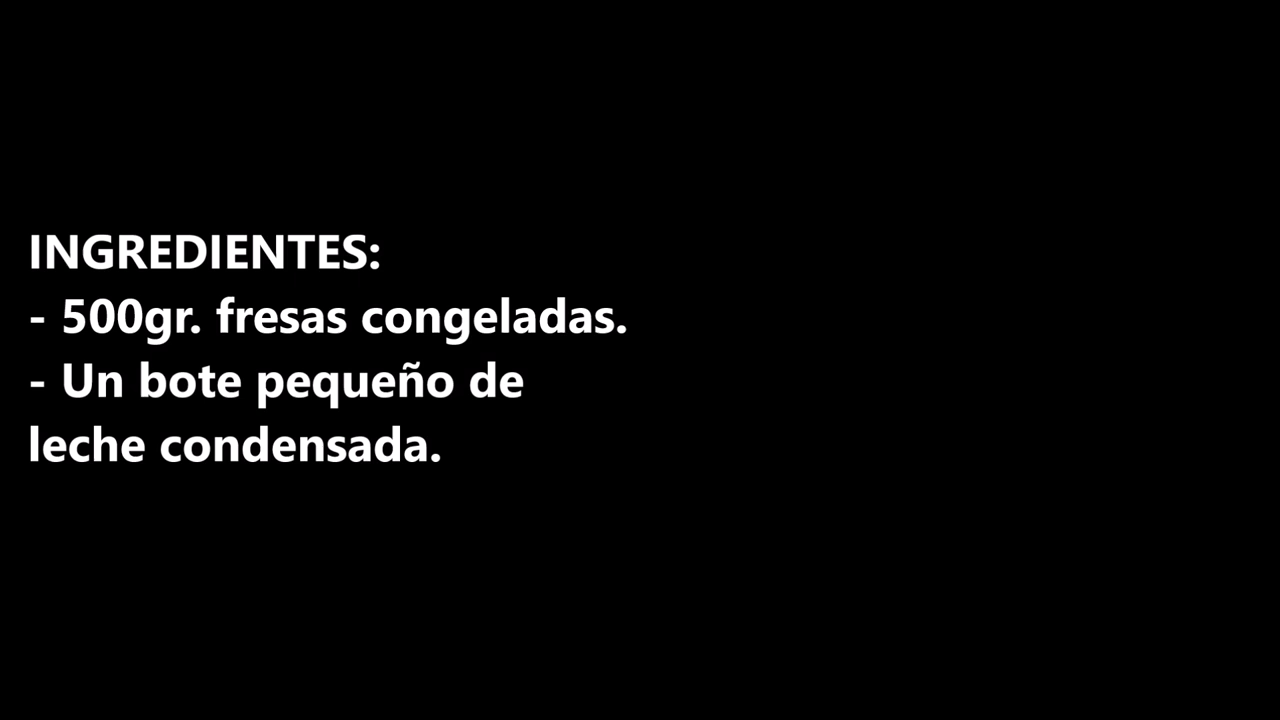 INGREDIENTES:
- 500gr. fresas congeladas.
- Un bote pequeño de
leche condensada.